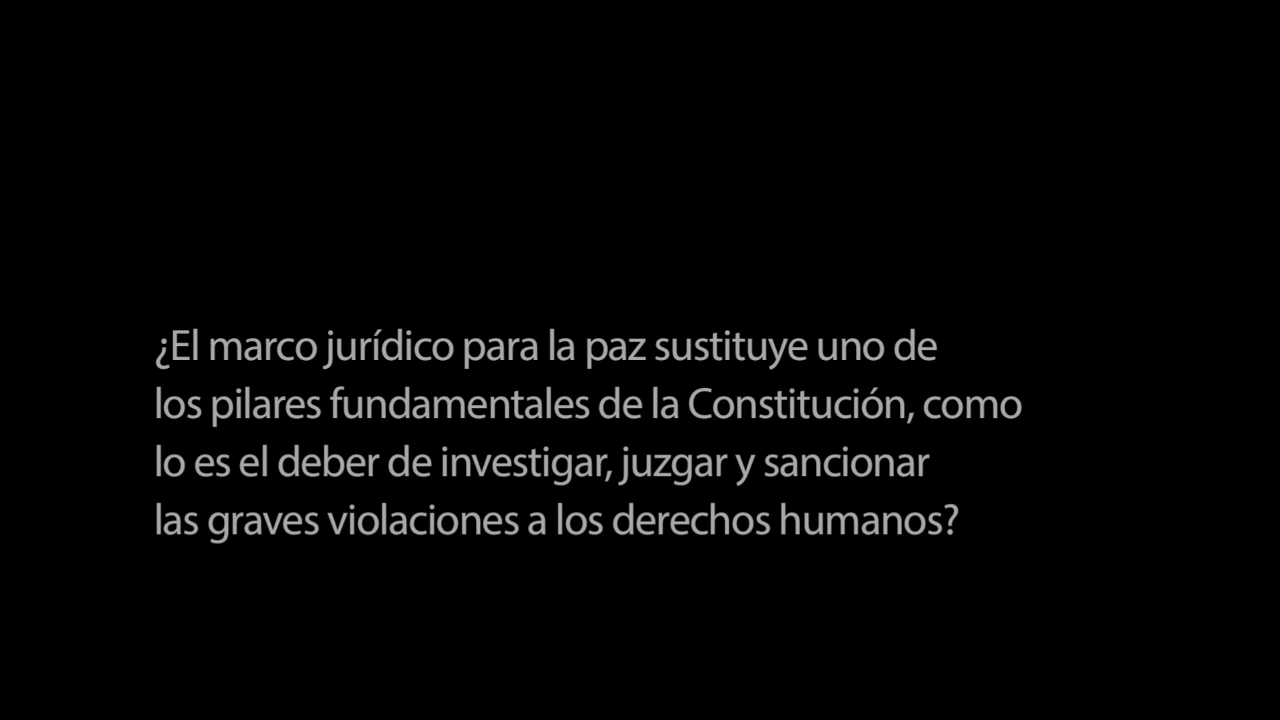 ¿El marco jurídico para la paz sustituye uno de
los pilares fundamentales de la Constitución, como
lo es el deber de investigar, juzgar y sancionar
las graves violaciones a los derechos humanos?